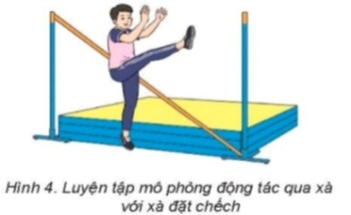 Hình 4. Luyện tập mô phỏng động tác qua xà
với xà đặt chếch